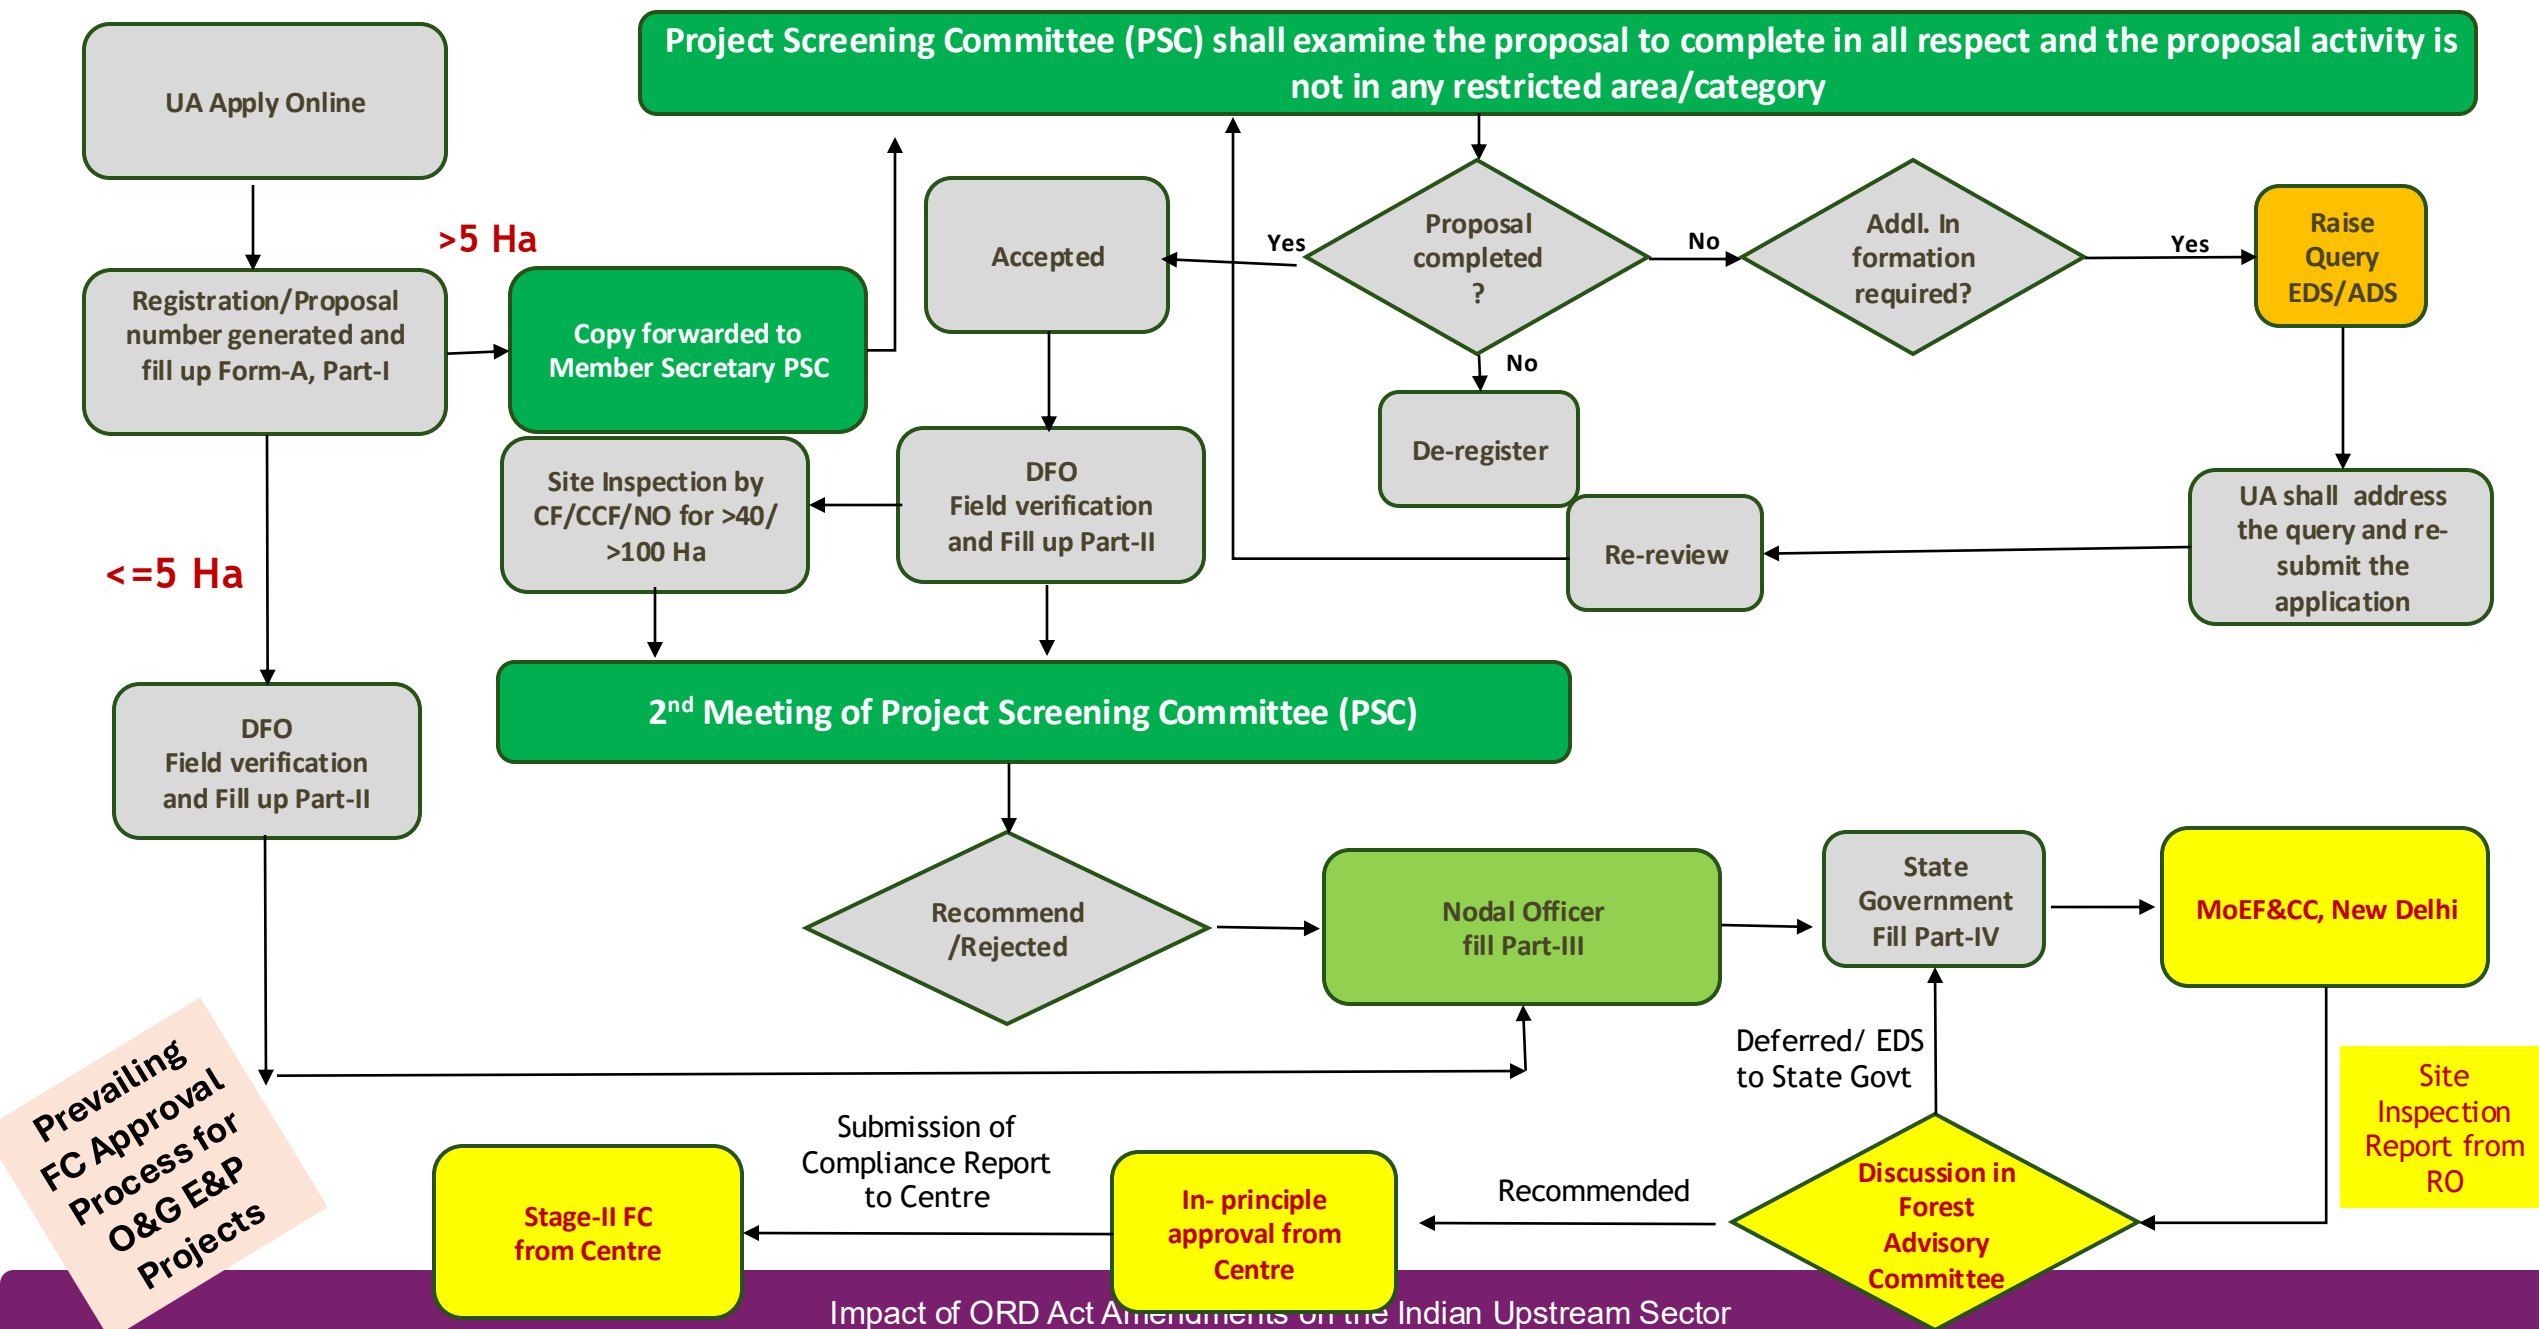 Project Screening Committee (PSC) shall examine the proposal to complete in all respect and the proposal activity is
not in any restricted area/category
UA Apply Online
>5 Ha
Registration/Proposal
number generated and
fill up Form-A, Part-I
Copy forwarded to
Member Secretary PSC
Accepted
Yes
Proposal
completed
?
No
Addl. In
formation
required?
Yes
Raise
Query
EDS/ADS
No
De-register
Site Inspection by
CF/CCF/NO for >40/
>100 Ha
DFO
Field verification
and Fill up Part-II
Re-review
UA shall  address
the query and re-
submit the
application
<=5 Ha
DFO
Field verification
and Fill up Part-II
2nd Meeting of Project Screening Committee (PSC)
Recommend
/Rejected
Nodal Officer
fill Part-III
State
Government
Fill Part-IV
MoEF&CC, New Delhi
Deferred/ EDS
to State Govt
Site
Inspection
Report from
RO
Prevailing
FC Approval
Process for
O&G E&P
Projects
Stage-II FC
from Centre
Submission of
Compliance Report
to Centre
In- principle
approval from
Centre
Recommended
Discussion in
Forest
Advisory
Committee
Impact of ORD Act Amendments on the Indian Upstream Sector